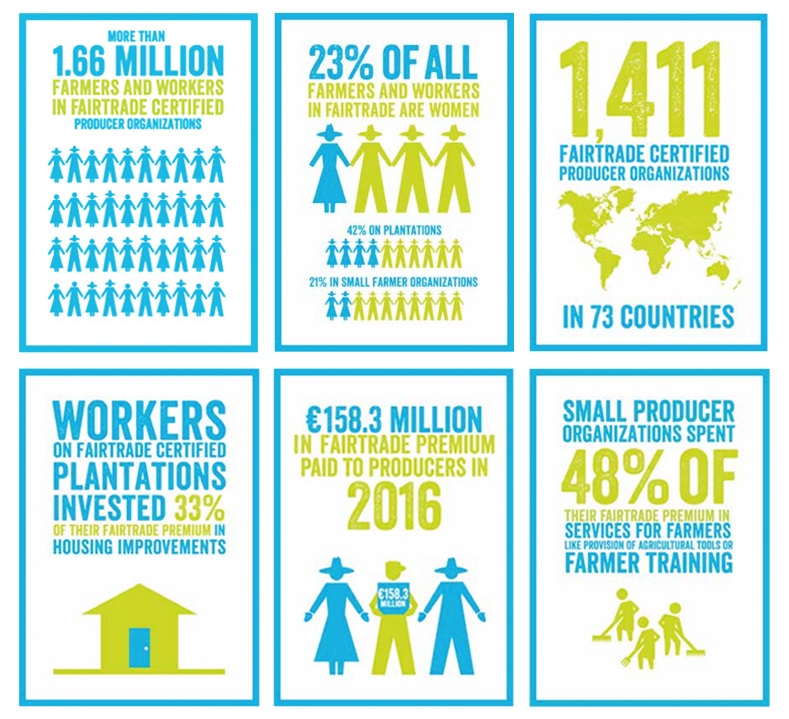 MORE THAN
1.66 MILLION
FARMERS AND WORKERS
IN FAIRTRADE CERTIFIED
PRODUCER ORGANIZATIONS
23% OF ALL
FARMERS AND WORKERS
IN FAIRTRADE ARE WOMEN
42% ON PLANTATIONS
21% IN SMALL FARMER ORGANIZATIONS
1,411
FAIRTRADE CERTIFIED
PRODUCER ORGANIZATIONS
IN 73 COUNTRIES
WORKERS
ON FAIRTRADE CERTIFIED
PLANTATIONS
INVESTED 33%
OF THEIR FAIRTRADE PREMIUM IN
HOUSING IMPROVEMENTS
€158.3 MILLION
IN FAIRTRADE PREMIUM
PAID TO PRODUCERS IN
2016
€158.3
MILLION
SMALL PRODUCER
ORGANIZATIONS SPENT
48% OF
THEIR FAIRTRADE PREMIUM IN
SERVICES FOR FARMERS
LIKE PROVISION OF AGRICULTURAL TOOLS OR
FARMER TRAINING